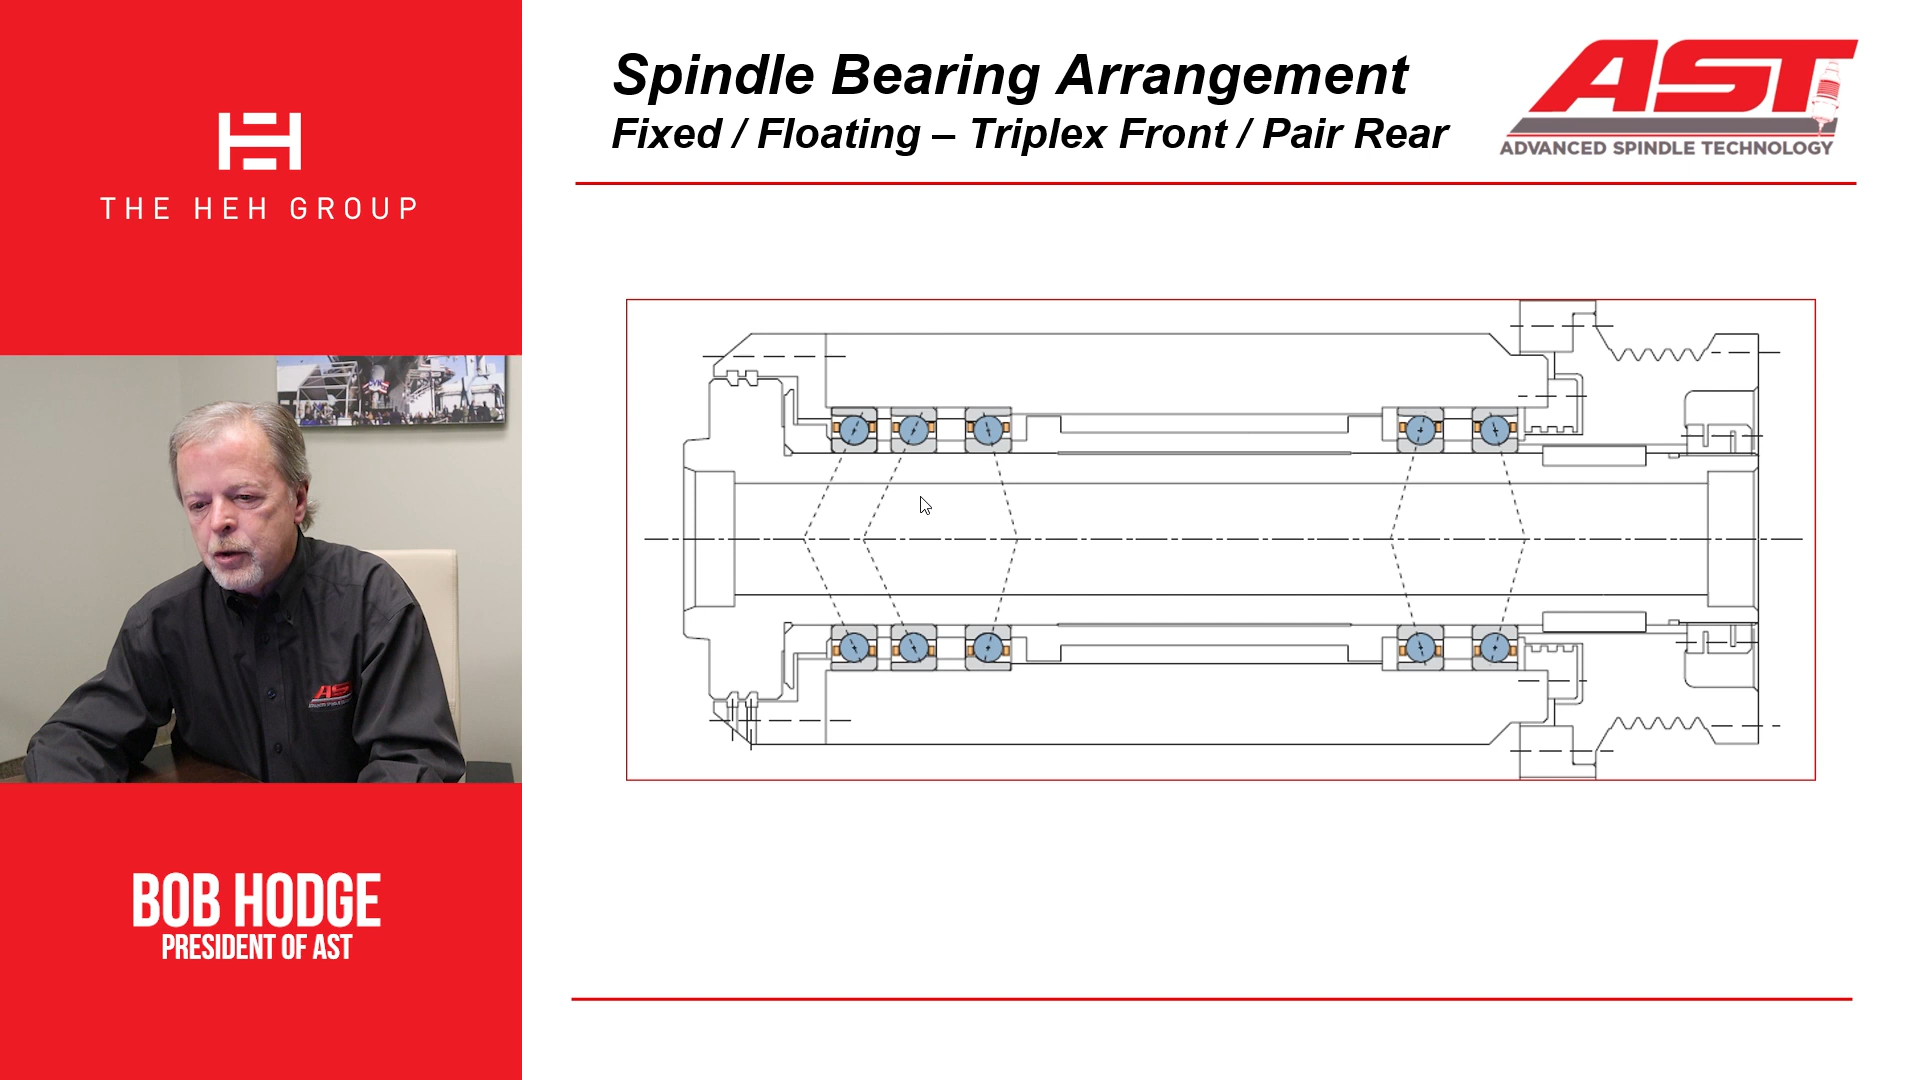 THE HEH GROUP
BOB HODGE
PRESIDENT OF AST
Spindle Bearing Arrangement
Fixed / Floating – Triplex Front / Pair Rear
AST
ADVANCED SPINDLE TECHNOLOGY
AST